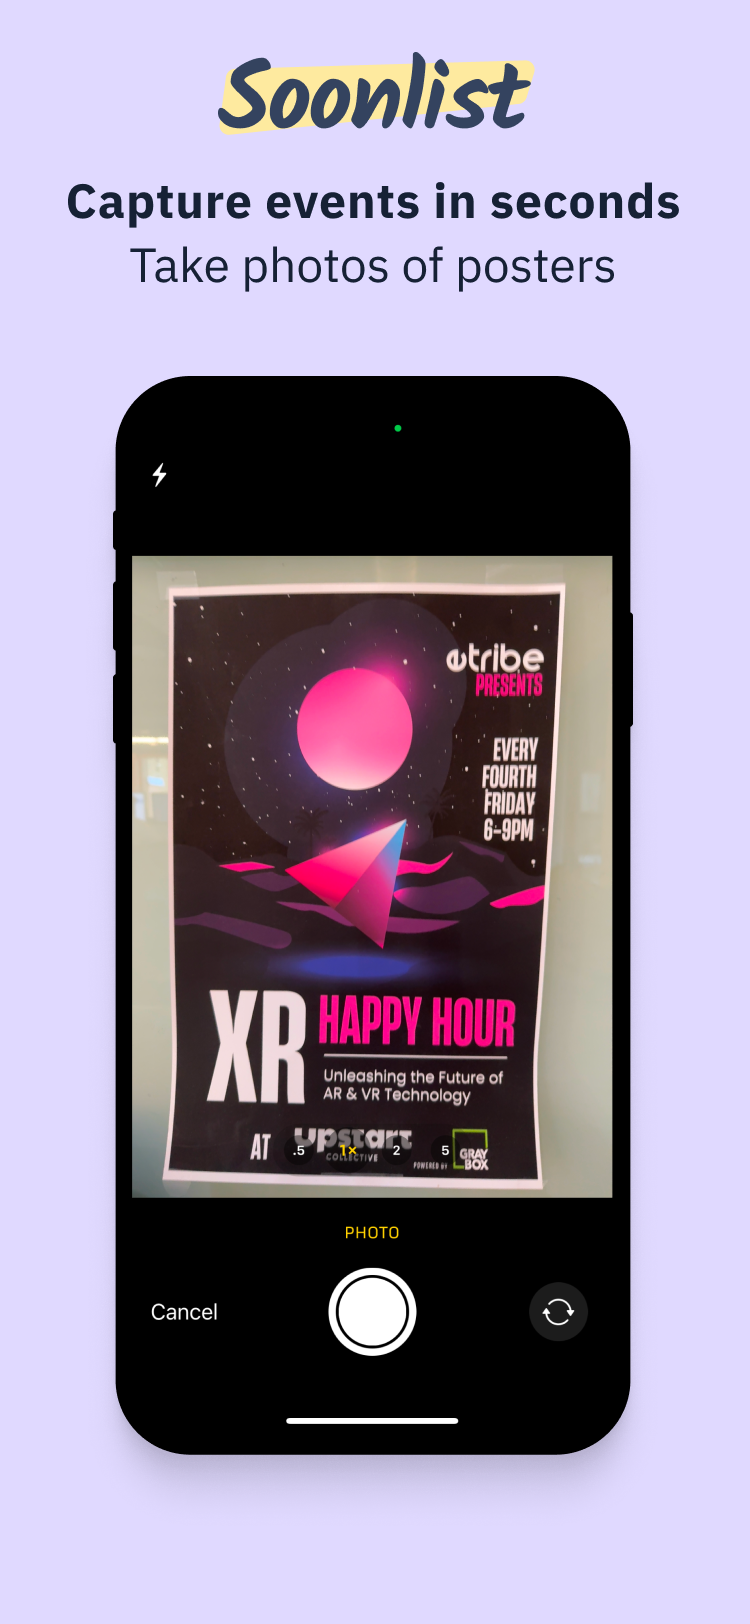 Soonlist
Capture events in seconds
Take photos of posters
etribe
PRESENTS
EVERY
FOURTH
FRIDAY
6-9PM
XR HAPPY HOUR
Unleashing the Future of
AR & VR Technology
AT upstart
COLLECTIVE
POWERED BY GRAY
BOX
.5 1× 2 5
PHOTO
Cancel